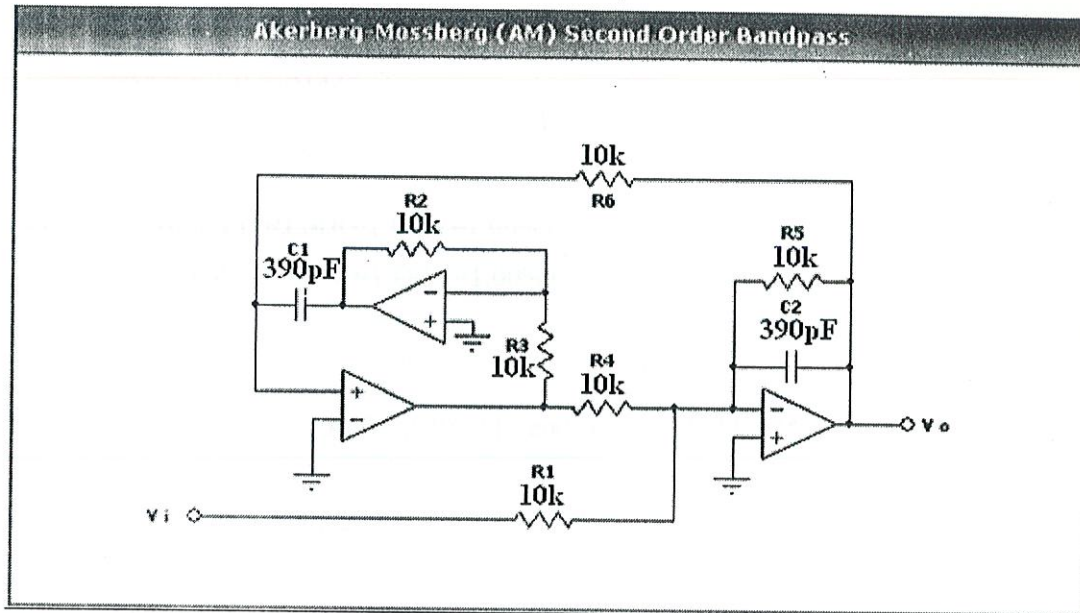 Akerberg-Mossberg (AM) Second Order Bandpass
10k
R6
R2
10k
C1
390pF
R5
10k
C2
390pF
R3
10k
R4
10k
R1
10k
Vi
Vo